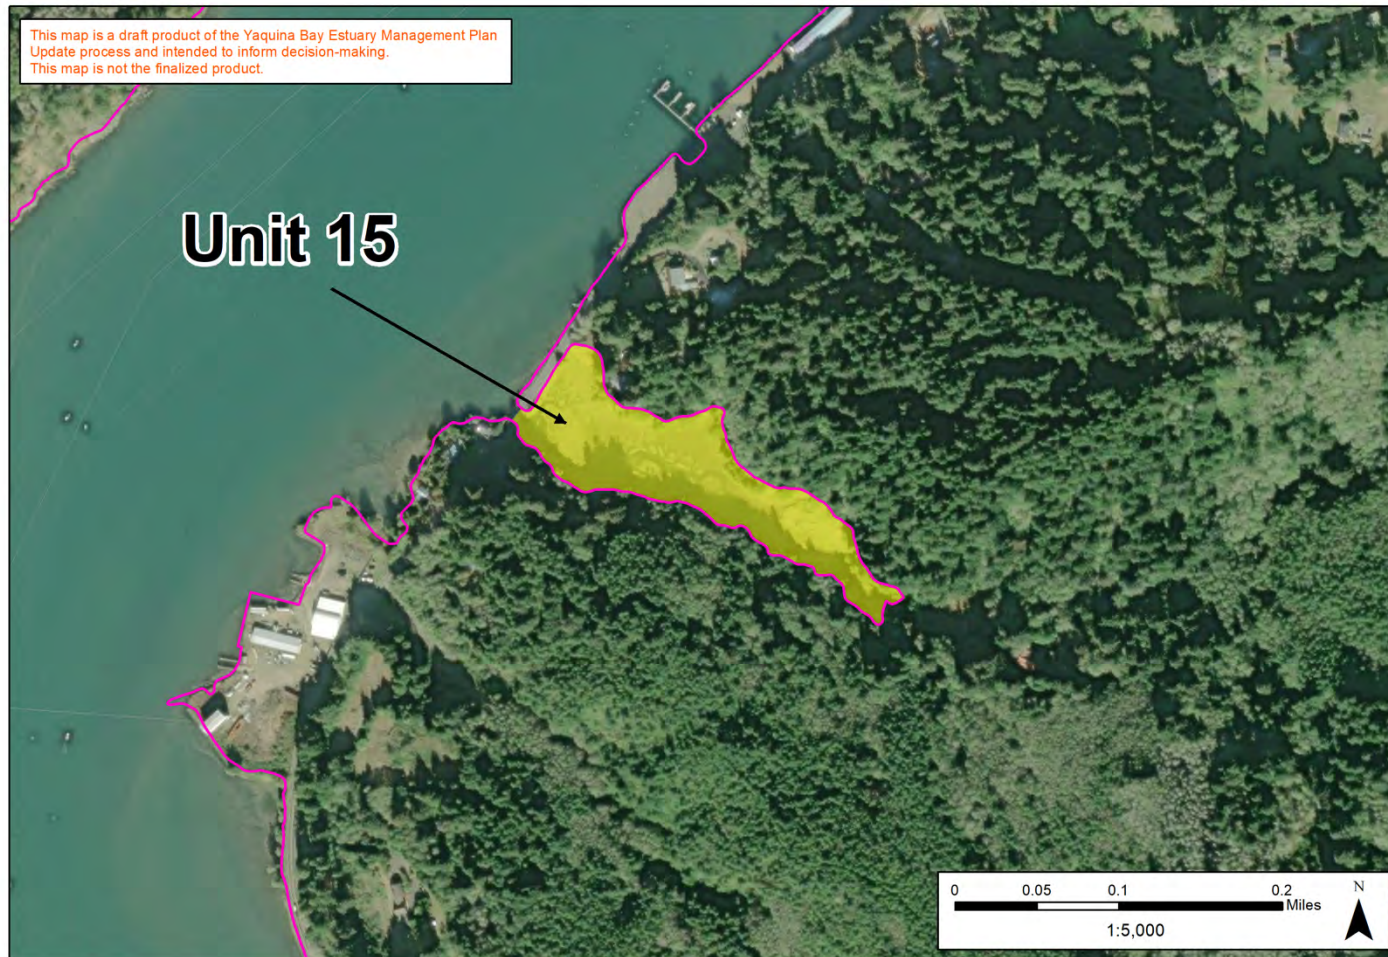 This map is a draft product of the Yaquina Bay Estuary Management Plan
Update process and intended to inform decision-making.
This map is not the finalized product.
Unit 15
0 0.05 0.1 0.2
Miles
1:5,000
N